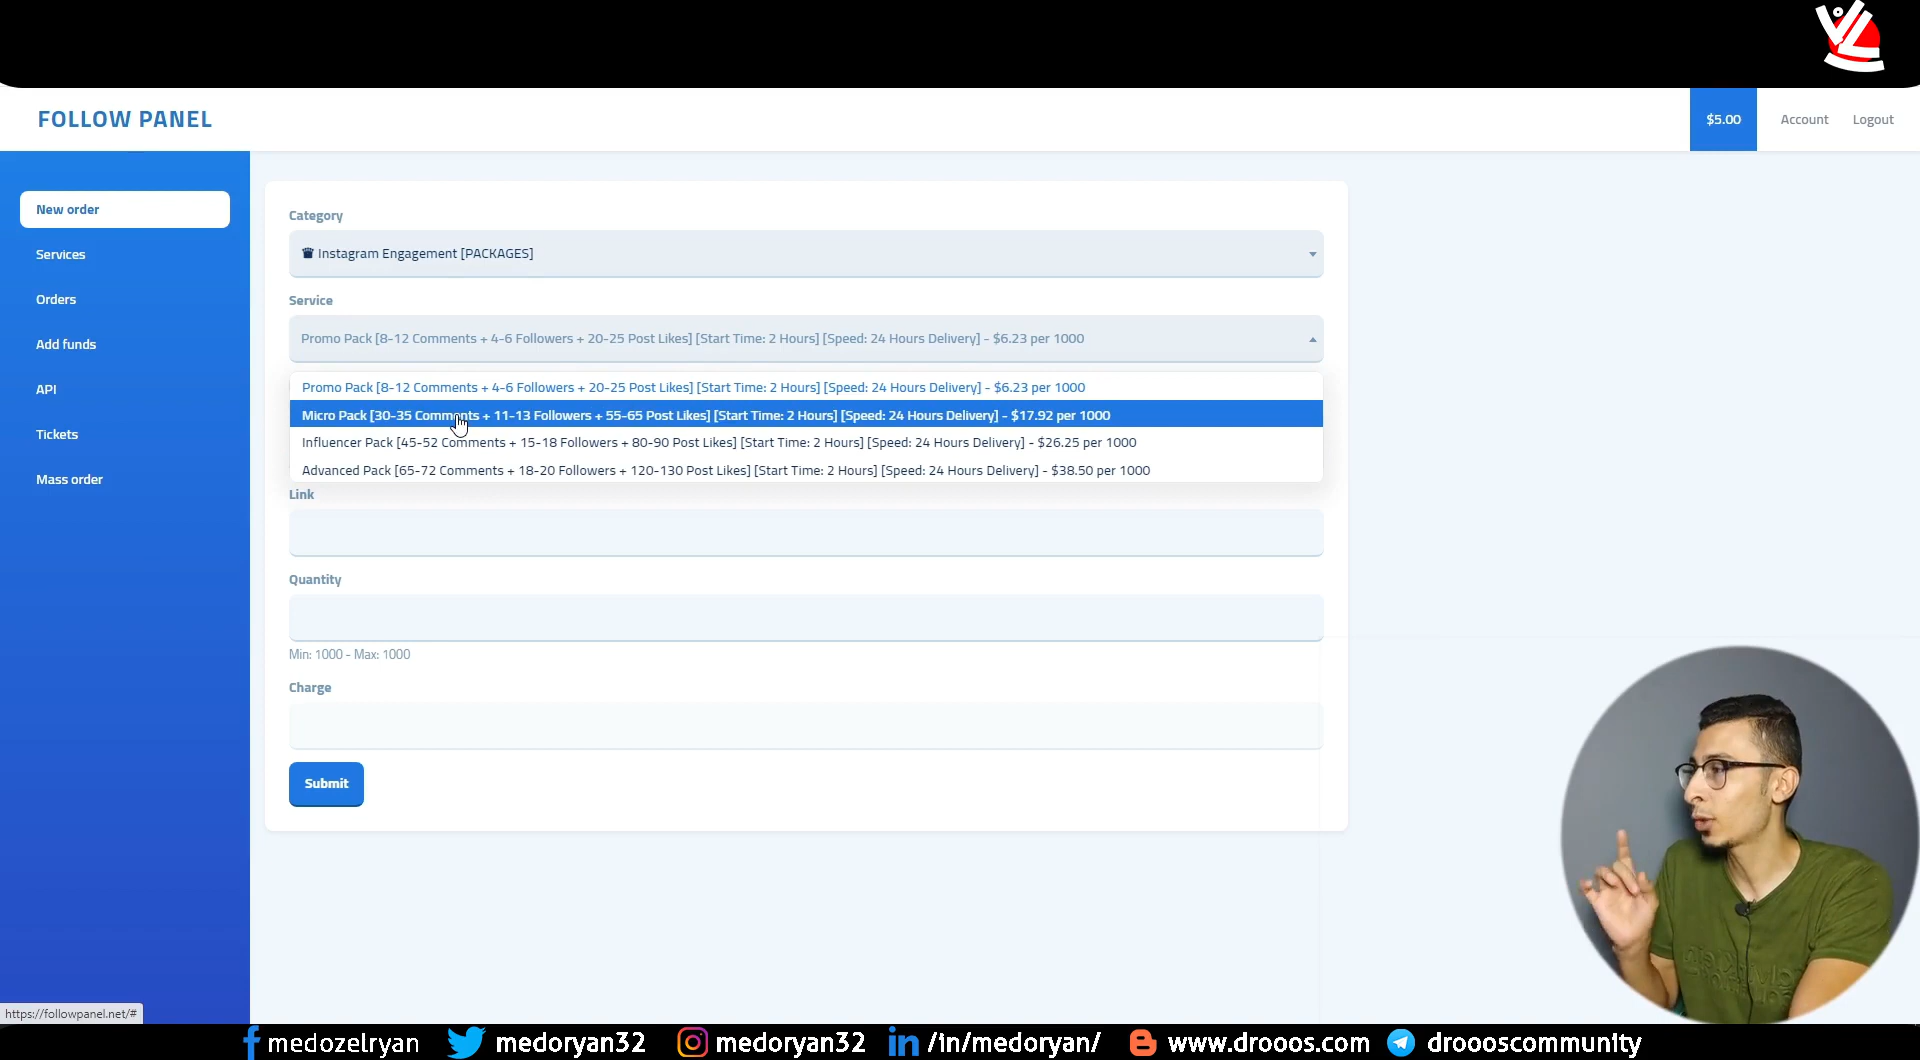 FOLLOW PANEL
$5.00
Account
Logout
New order
Services
Orders
Add funds
API
Tickets
Mass order
Category
Instagram Engagement [PACKAGES]
Service
Promo Pack [8-12 Comments + 4-6 Followers + 20-25 Post Likes] [Start Time: 2 Hours] [Speed: 24 Hours Delivery] - $6.23 per 1000
Promo Pack [8-12 Comments + 4-6 Followers + 20-25 Post Likes] [Start Time: 2 Hours] [Speed: 24 Hours Delivery] - $6.23 per 1000
Micro Pack [30-35 Comments + 11-13 Followers + 55-65 Post Likes] [Start Time: 2 Hours] [Speed: 24 Hours Delivery] - $17.92 per 1000
Influencer Pack [45-52 Comments + 15-18 Followers + 80-90 Post Likes] [Start Time: 2 Hours] [Speed: 24 Hours Delivery] - $26.25 per 1000
Advanced Pack [65-72 Comments + 18-20 Followers + 120-130 Post Likes] [Start Time: 2 Hours] [Speed: 24 Hours Delivery] - $38.50 per 1000
Link
Quantity
Min: 1000 - Max: 1000
Charge
Submit
https://followpanel.net/#
medozelryan
medoryan32
medoryan32
/in/medoryan/
www.drooos.com
droooscommunity